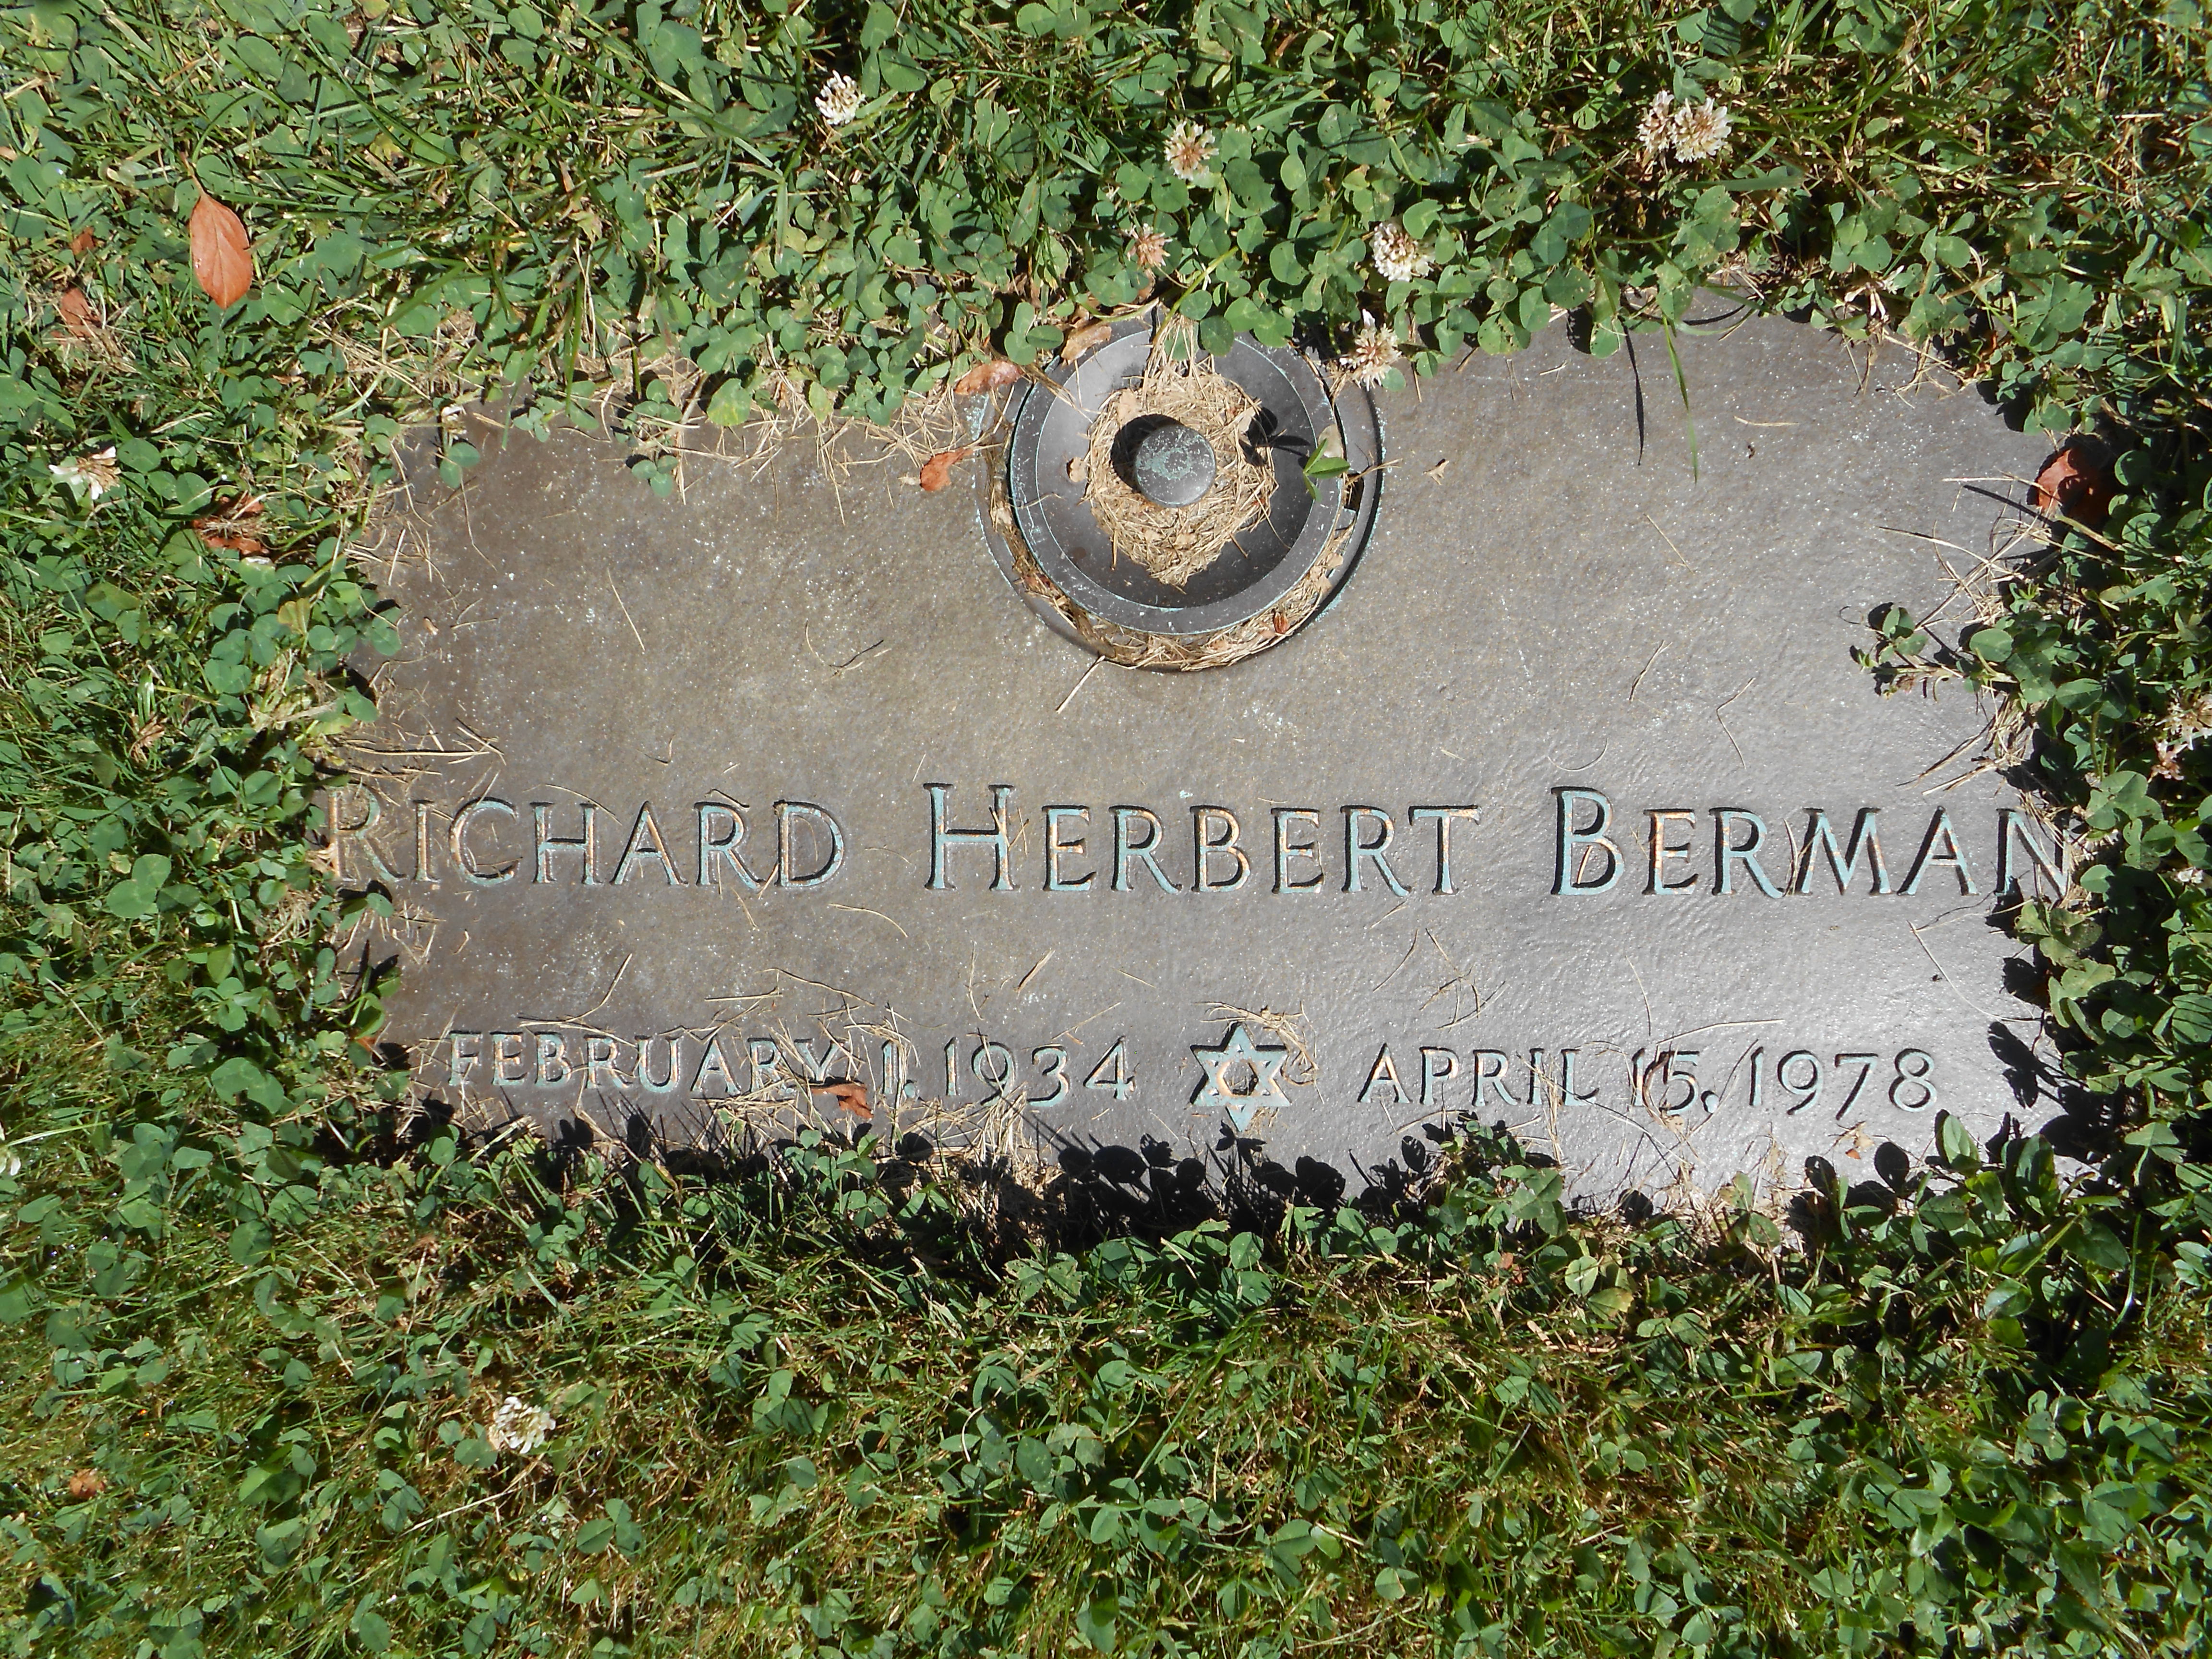 RICHARD HERBERT BERMAN
FEBRUARY 1, 1934 ✡ APRIL 15, 1978